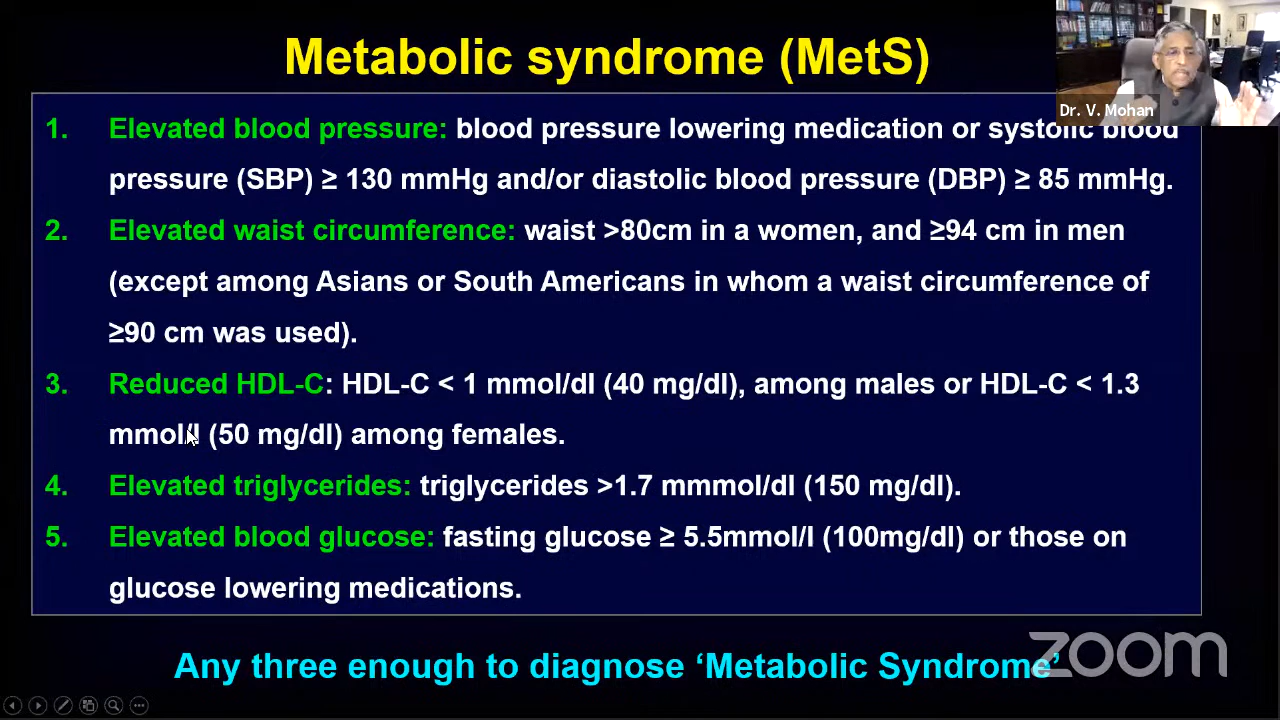 Metabolic syndrome (MetS)
Dr. V. Mohan
1. Elevated blood pressure: blood pressure lowering medication or systolic blood
pressure (SBP) ≥ 130 mmHg and/or diastolic blood pressure (DBP) ≥ 85 mmHg.
2. Elevated waist circumference: waist >80cm in a women, and ≥94 cm in men
(except among Asians or South Americans in whom a waist circumference of
≥90 cm was used).
3. Reduced HDL-C: HDL-C < 1 mmol/dl (40 mg/dl), among males or HDL-C < 1.3
mmol/l (50 mg/dl) among females.
4. Elevated triglycerides: triglycerides >1.7 mmmol/dl (150 mg/dl).
5. Elevated blood glucose: fasting glucose ≥ 5.5mmol/l (100mg/dl) or those on
glucose lowering medications.
Any three enough to diagnose ‘Metabolic Syndrome’
zoom